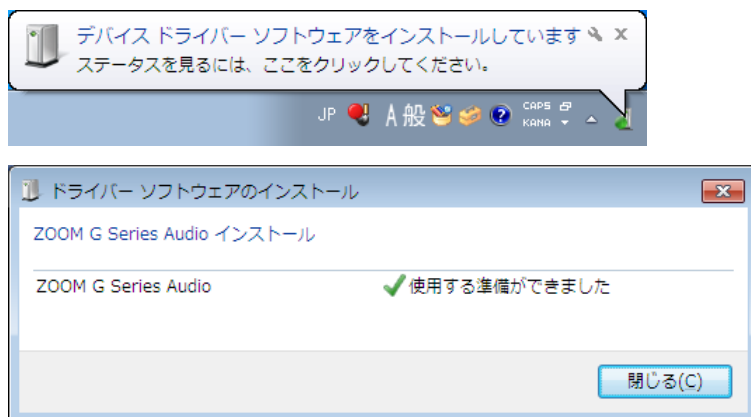 デバイス ドライバー ソフトウェアをインストールしています
ステータスを見るには、ここをクリックしてください。
JP A 般 CAPS
KANA
ドライバー ソフトウェアのインストール
ZOOM G Series Audio インストール
ZOOM G Series Audio 使用する準備ができました
閉じる(C)